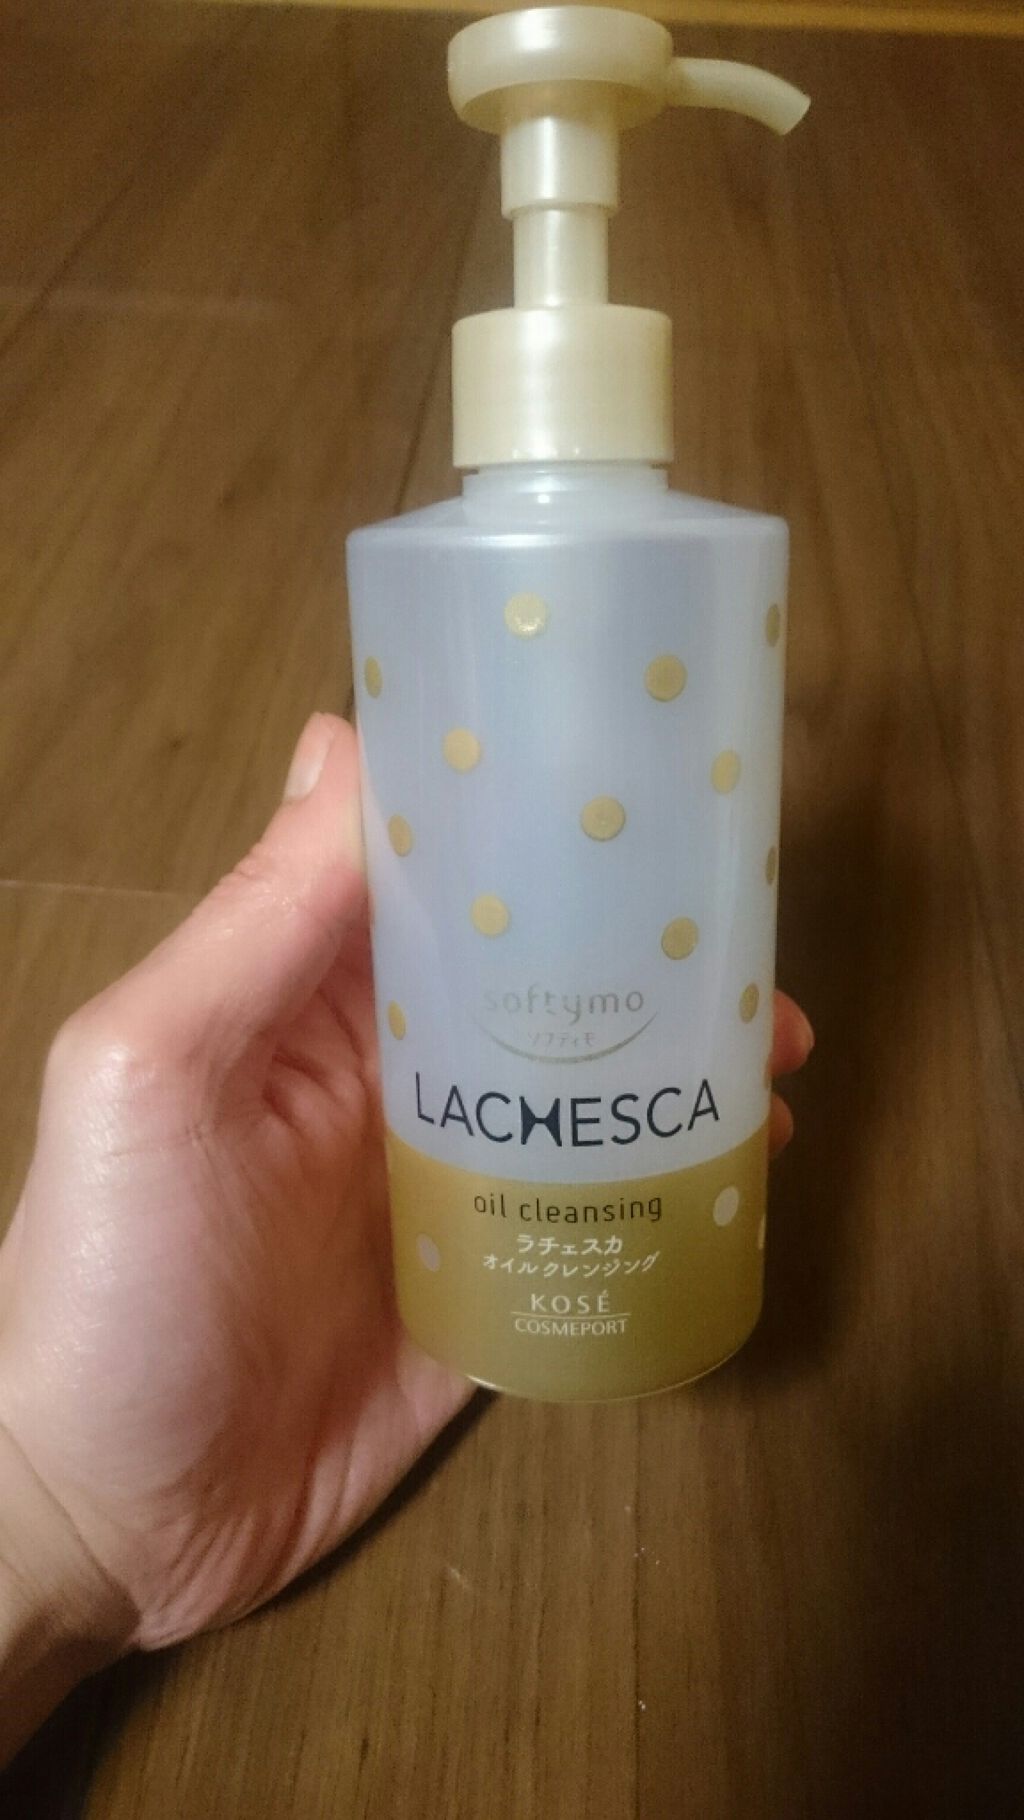 softymo
ソフティモ
LACHESCA
oil cleansing
ラチェスカ
オイルクレンジング
KOSÉ
COSMEPORT